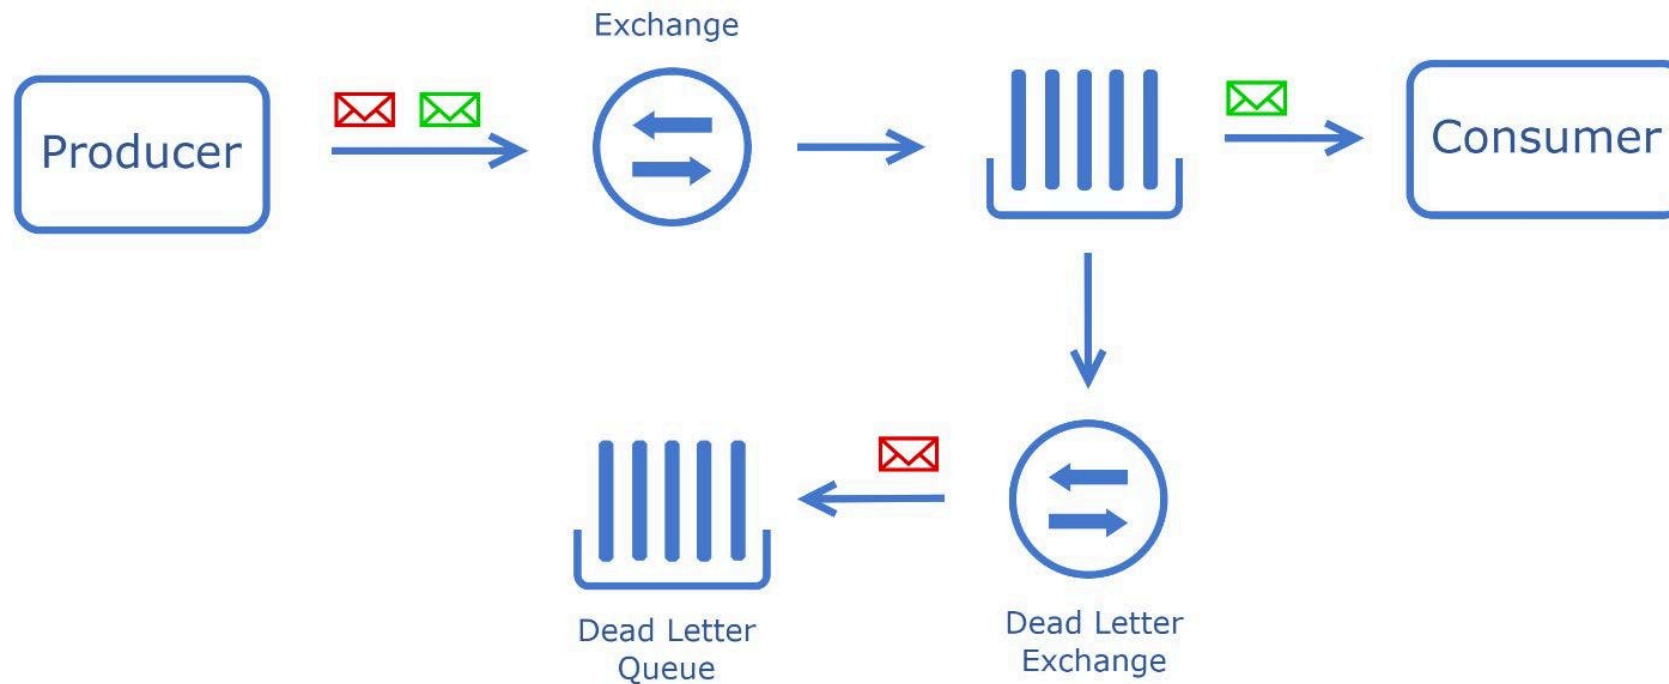 Exchange
Producer
Consumer
Dead Letter
Queue
Dead Letter
Exchange